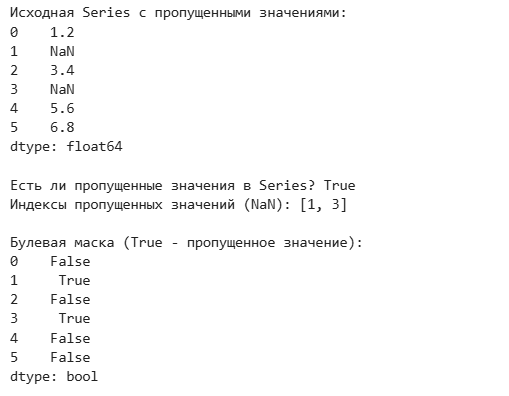 Исходная Series с пропущенными значениями:
0    1.2
1    NaN
2    3.4
3    NaN
4    5.6
5    6.8
dtype: float64

Есть ли пропущенные значения в Series? True
Индексы пропущенных значений (NaN): [1, 3]

Булевая маска (True - пропущенное значение):
0    False
1     True
2    False
3     True
4    False
5    False
dtype: bool